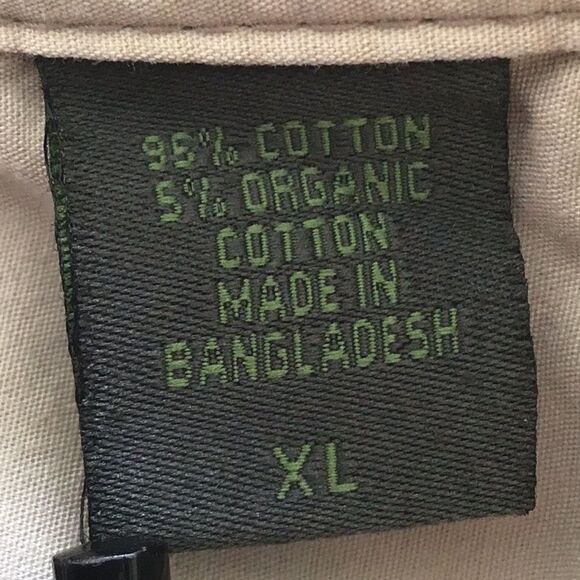 95% COTTON
5% ORGANIC
COTTON
MADE IN
BANGLADESH
XL